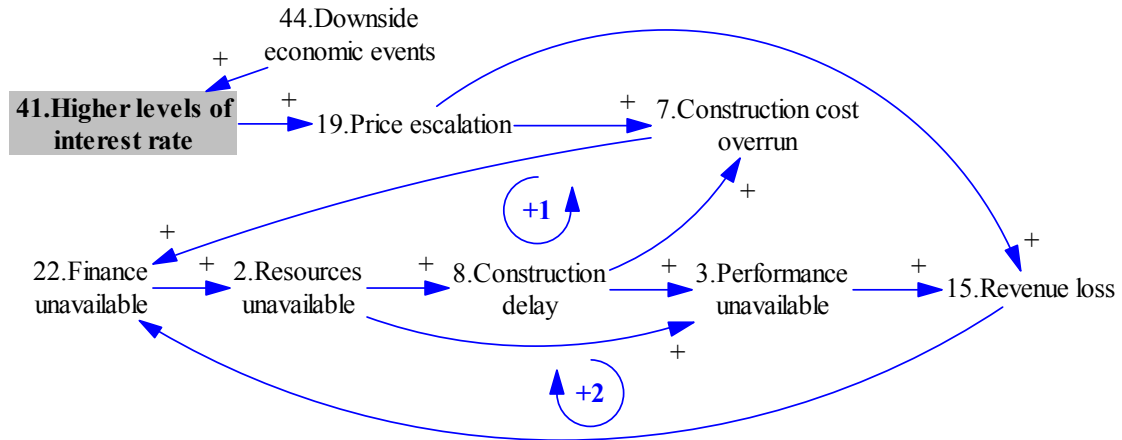 44.Downside
economic events
+
41.Higher levels of
interest rate
+
19.Price escalation
+
7.Construction cost
overrun
+1
+
+
22.Finance
unavailable
+
2.Resources
unavailable
+
8.Construction
delay
+
3.Performance
unavailable
+
15.Revenue loss
+
+
+2